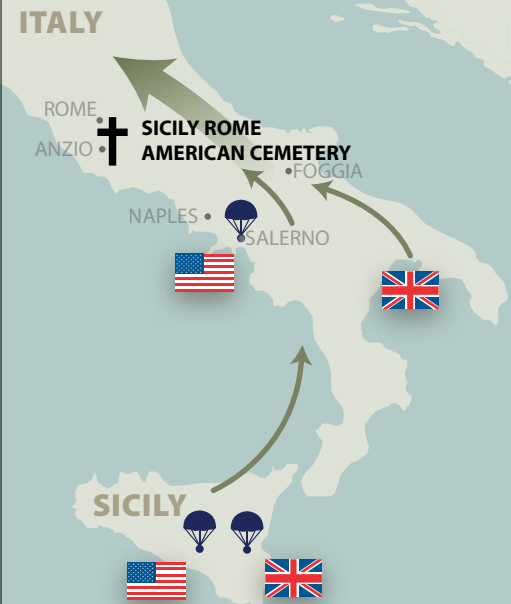 ITALY
ROME
SICILY ROME
AMERICAN CEMETERY
ANZIO
FOGGIA
NAPLES
SALERNO
SICILY